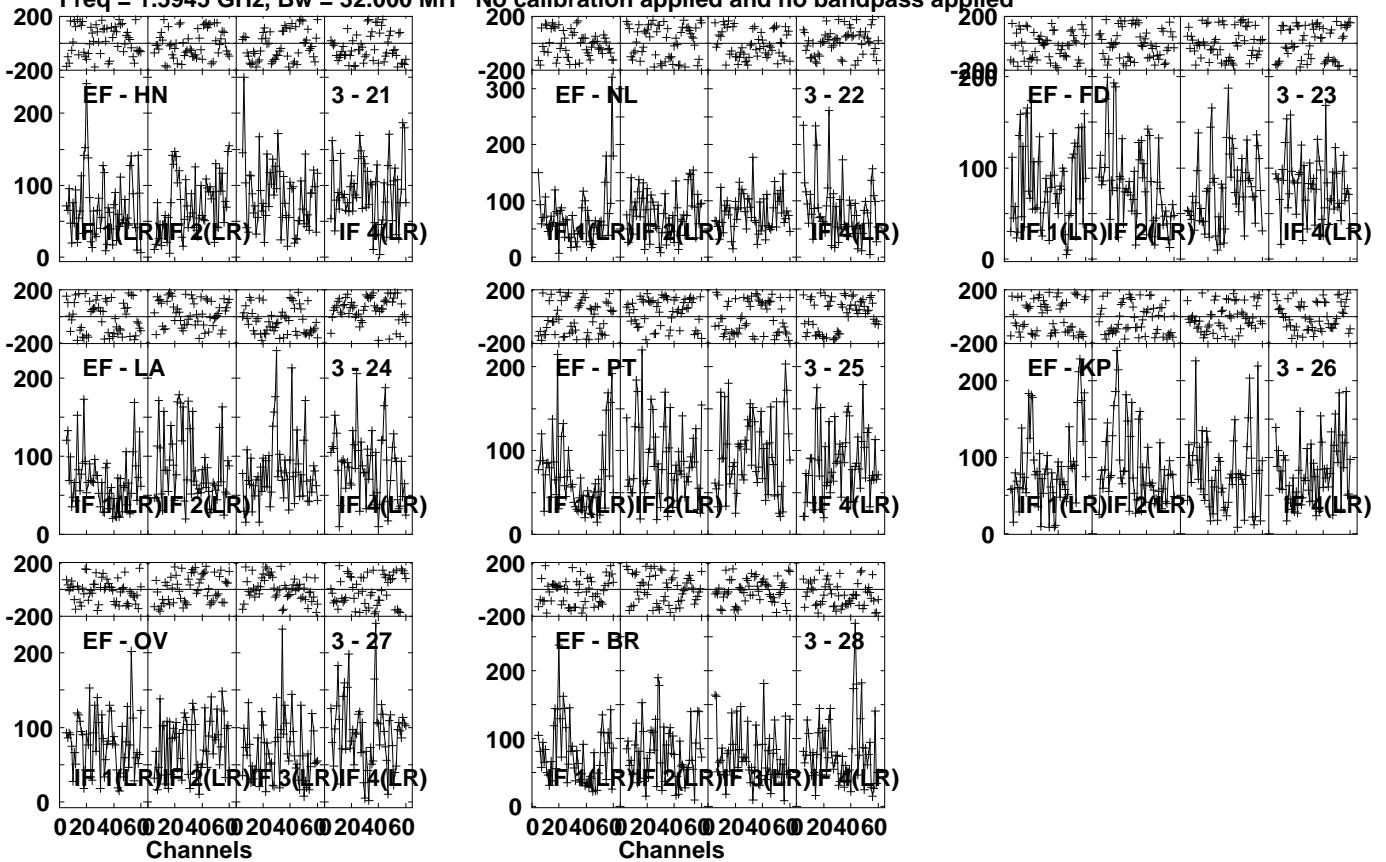 Freq = 1.5945 GHz, Bw = 32.000 MH No calibration applied and no bandpass applied
200 200 200
-200 -200 -200
EF - HN 3 - 21 EF - NL 3 - 22 EF - FD 3 - 23
300 200
200 200
100 100 100
IF 1(LR) IF 2(LR) IF 4(LR) IF 1(LR) IF 2(LR) IF 4(LR) IF 1(LR) IF 2(LR) IF 4(LR)
0 0 0
200 200 200
-200 -200 -200
EF - LA 3 - 24 EF - PT 3 - 25 EF - KP 3 - 26
200 200 200
100 100 100
IF 1(LR) IF 2(LR) IF 4(LR) IF 1(LR) IF 2(LR) IF 4(LR) IF 1(LR) IF 2(LR) IF 4(LR)
0 0 0
200 200
-200 -200
EF - OV 3 - 27 EF - BR 3 - 28
200 200
100 100
IF 1(LR) IF 2(LR) IF 3(LR) IF 4(LR) IF 1(LR) IF 2(LR) IF 3(LR) IF 4(LR)
0 0
0 20 40 60 0 20 40 60 0 20 40 60 0 20 40 60 0 20 40 60 0 20 40 60 0 20 40 60 0 20 40 60
Channels Channels